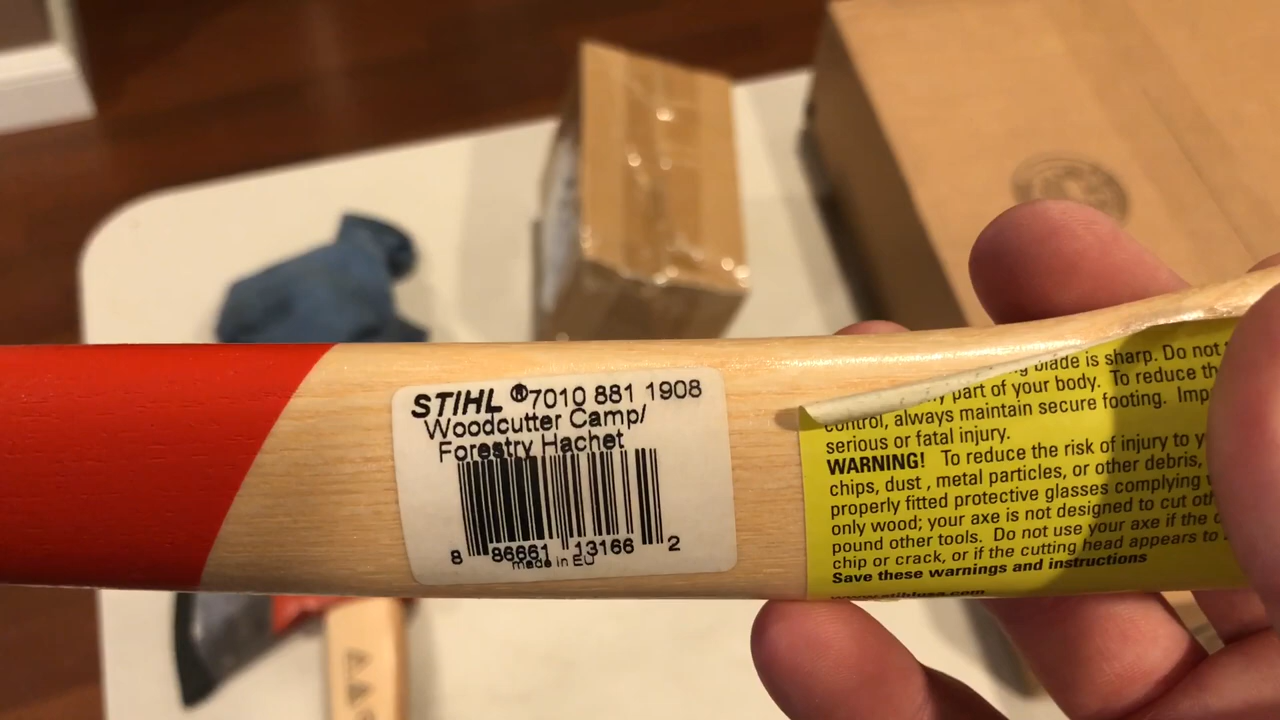 STIHL ®7010 881 1908
Woodcutter Camp/
Forestry Hachet
8 86661 13166 2
made in EU
blade is sharp. Do not
part of your body. To reduce
control, always maintain secure footing.
serious or fatal injury.
WARNING! To reduce the risk of injury to
chips, dust , metal particles, or other debris,
properly fitted protective glasses complying
only wood; your axe is not designed to cut
pound other tools. Do not use your axe if the
chip or crack, or if the cutting head appears to
Save these warnings and instructions
www.stihlusa.com